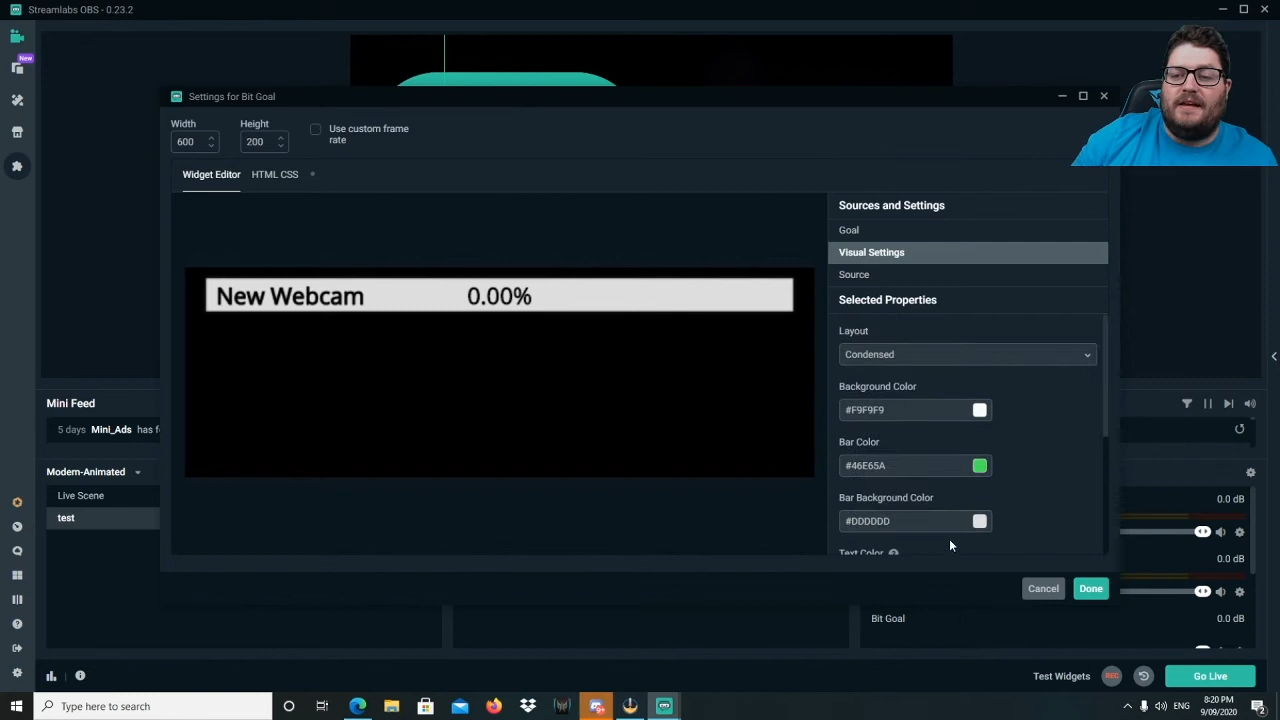 Streamlabs OBS - 0.23.2
New
Settings for Bit Goal
Width
Height
600
200
Use custom frame
rate
Widget Editor
HTML CSS
Sources and Settings
Goal
Visual Settings
Source
Selected Properties
Layout
Condensed
Background Color
#F9F9F9
Bar Color
#46E65A
Bar Background Color
#DDDDDD
Text Color
New Webcam
0.00%
Cancel
Done
Mini Feed
5 days Mini_Ads has fo
Modern-Animated
Live Scene
test
0.0 dB
0.0 dB
Bit Goal
0.0 dB
Test Widgets
REC
Go Live
Type here to search
8:20 PM
9/09/2020
2